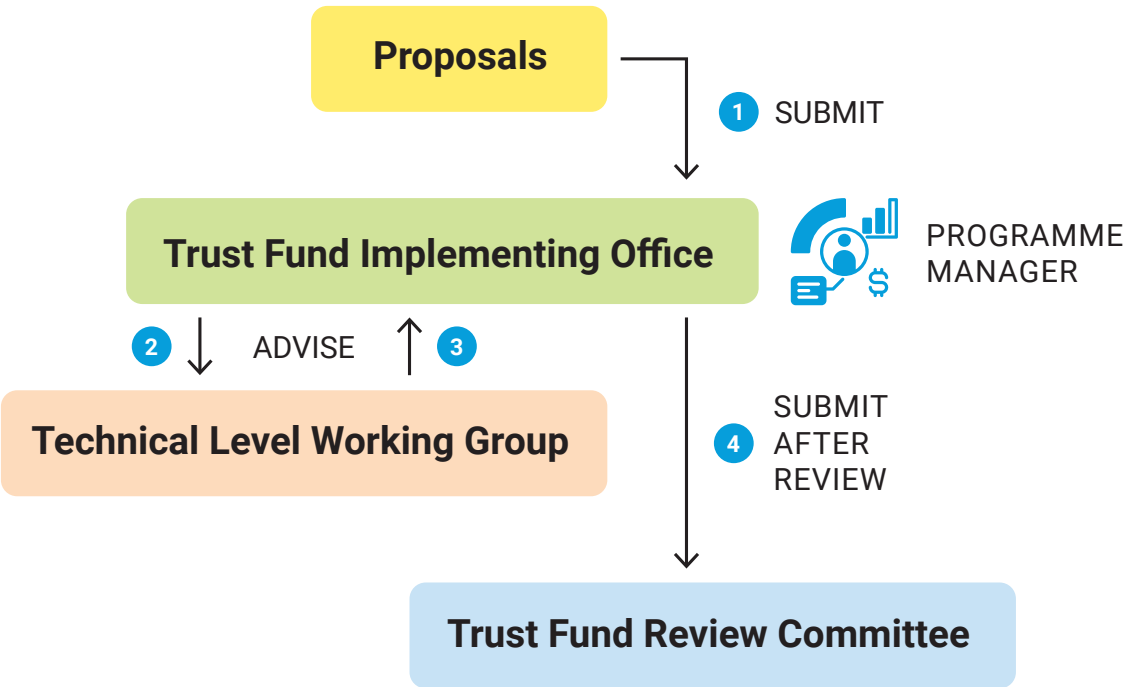 Proposals
1 SUBMIT
Trust Fund Implementing Office
PROGRAMME
MANAGER
$
2 ADVISE 3
Technical Level Working Group
SUBMIT
4 AFTER
REVIEW
Trust Fund Review Committee